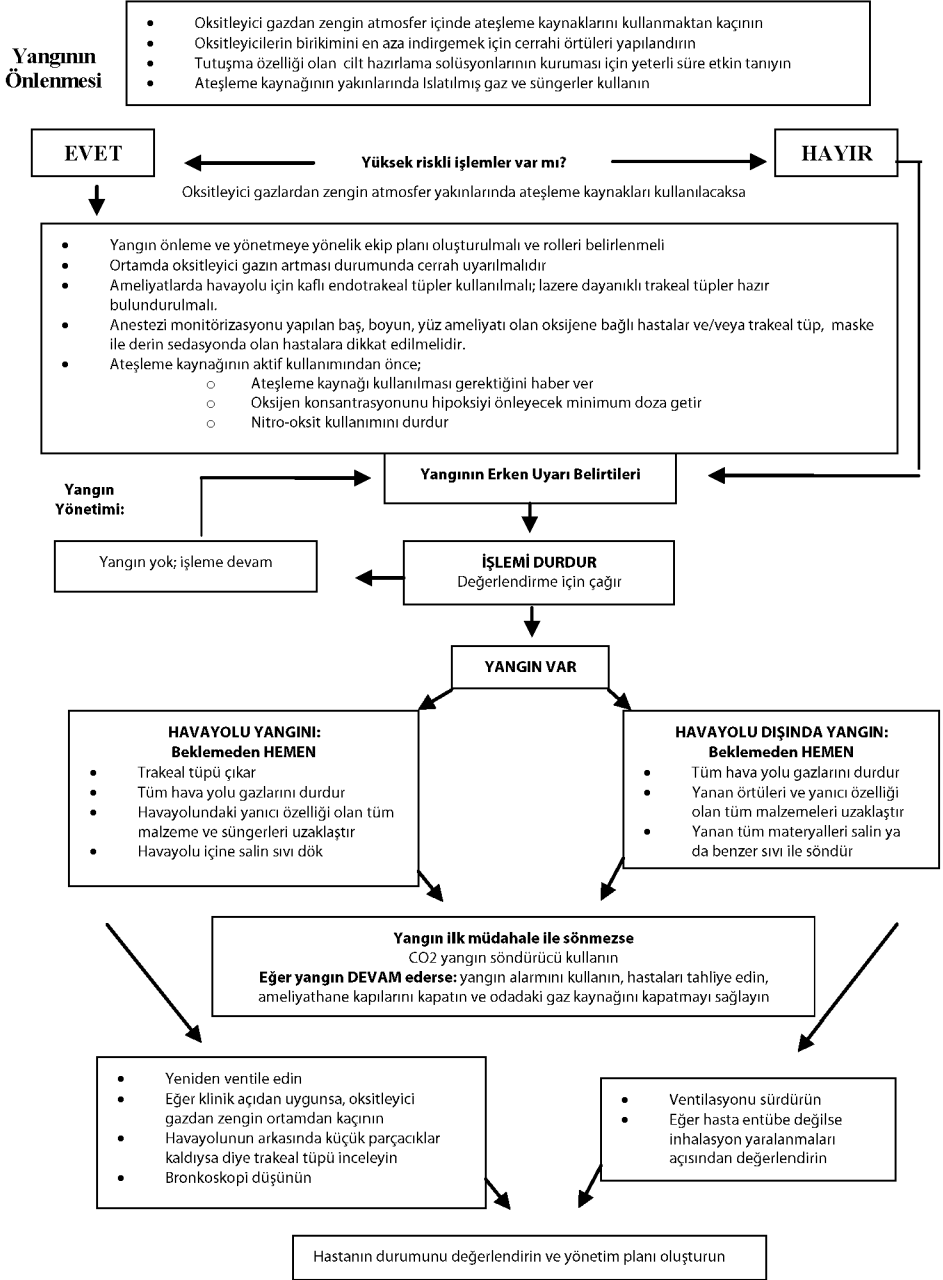 Yangının
Önlenmesi
• Oksitleyici gazdan zengin atmosfer içinde ateşleme kaynaklarını kullanmaktan kaçının
• Oksitleyicilerin birikimini en aza indirgemek için cerrahi örtüleri yapılandırın
• Tutuşma özelliği olan cilt hazırlama solüsyonlarının kuruması için yeterli süre etkin tanıyın
• Ateşleme kaynağının yakınlarında Islatılmış gaz ve süngerler kullanın
EVET
Yüksek riskli işlemler var mı?
HAYIR
Oksitleyici gazlardan zengin atmosfer yakınlarında ateşleme kaynakları kullanılacaksa
• Yangın önleme ve yönetmeye yönelik ekip planı oluşturulmalı ve rolleri belirlenmeli
• Ortamda oksitleyici gazın artması durumunda cerrah uyarılmalıdır
• Ameliyatlarda havayolu için kaflı endotrakeal tüpler kullanılmalı; lazere dayanıklı trakeal tüpler hazır
bulundurulmalı.
• Anestezi monitörizasyonu yapılan baş, boyun, yüz ameliyatı olan oksijene bağlı hastalar ve/veya trakeal tüp, maske
ile derin sedasyonda olan hastalara dikkat edilmelidir.
• Ateşleme kaynağının aktif kullanımından önce;
○ Ateşleme kaynağı kullanılması gerektiğini haber ver
○ Oksijen konsantrasyonunu hipoksiyi önleyecek minimum doza getir
○ Nitro-oksit kullanımını durdur
Yangının Erken Uyarı Belirtileri
Yangın
Yönetimi:
Yangın yok; işleme devam
İŞLEMİ DURDUR
Değerlendirme için çağır
YANGIN VAR
HAVAYOLU YANGINI:
Beklemeden HEMEN
• Trakeal tüpü çıkar
• Tüm hava yolu gazlarını durdur
• Havayolundaki yanıcı özelliği olan tüm
malzeme ve süngerleri uzaklaştır
• Havayolu içine salin sıvı dök
HAVAYOLU DIŞINDA YANGIN:
Beklemeden HEMEN
• Tüm hava yolu gazlarını durdur
• Yanan örtüleri ve yanıcı özelliği
olan tüm malzemeleri uzaklaştır
• Yanan tüm materyalleri salin ya
da benzer sıvı ile söndür
Yangın ilk müdahale ile sönmezse
CO2 yangın söndürücü kullanın
Eğer yangın DEVAM ederse: yangın alarmını kullanın, hastaları tahliye edin,
ameliyathane kapılarını kapatın ve odadaki gaz kaynağını kapatmayı sağlayın
• Yeniden ventile edin
• Eğer klinik açıdan uygunsa, oksitleyici
gazdan zengin ortamdan kaçının
• Havayolunun arkasında küçük parçacıklar
kaldıysa diye trakeal tüpü inceleyin
• Bronkoskopi düşünün
• Ventilasyonu sürdürün
• Eğer hasta entübe değilse
inhalasyon yaralanmaları
açısından değerlendirin
Hastanın durumunu değerlendirin ve yönetim planı oluşturun